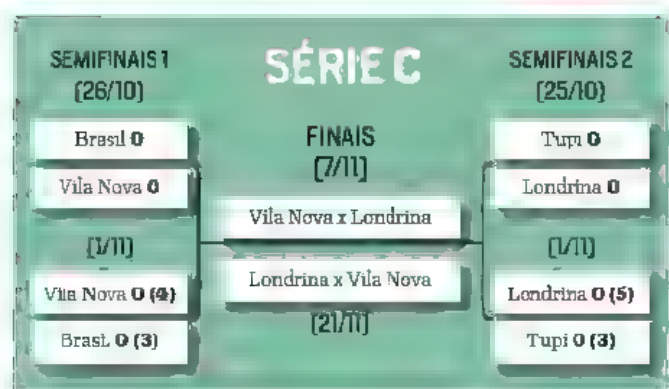 SÉRIE C
SEMIFINAIS 1
(26/10)
Brasil 0
Vila Nova 0
(1/11)
Vila Nova 0 (4)
Brasil 0 (3)
FINAIS
(7/11)
Vila Nova x Londrina
Londrina x Vila Nova
(21/11)
SEMIFINAIS 2
(25/10)
Tupi 0
Londrina 0
(1/11)
Londrina 0 (5)
Tupi 0 (3)